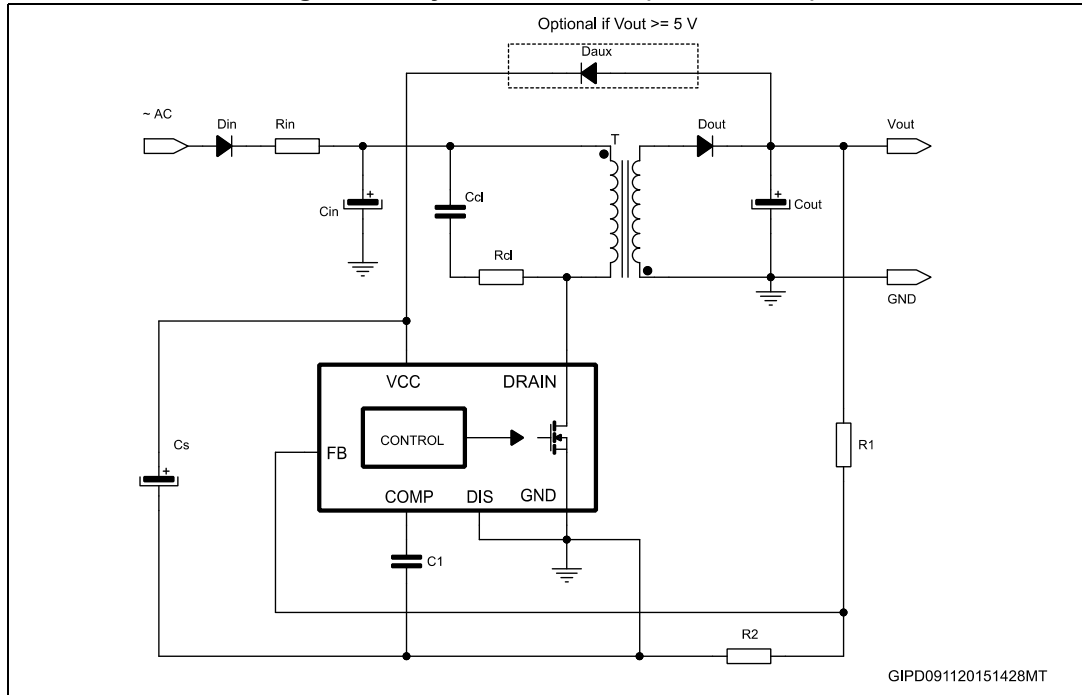 Optional if Vout >= 5 V
Daux
~ AC
Din
Rin
T
Dout
Vout
+
Cin
Ccl
+
Cout
Rcl
GND
VCC
DRAIN
Cs
+
CONTROL
FB
R1
COMP
DIS
GND
C1
R2
GIPD091120151428MT